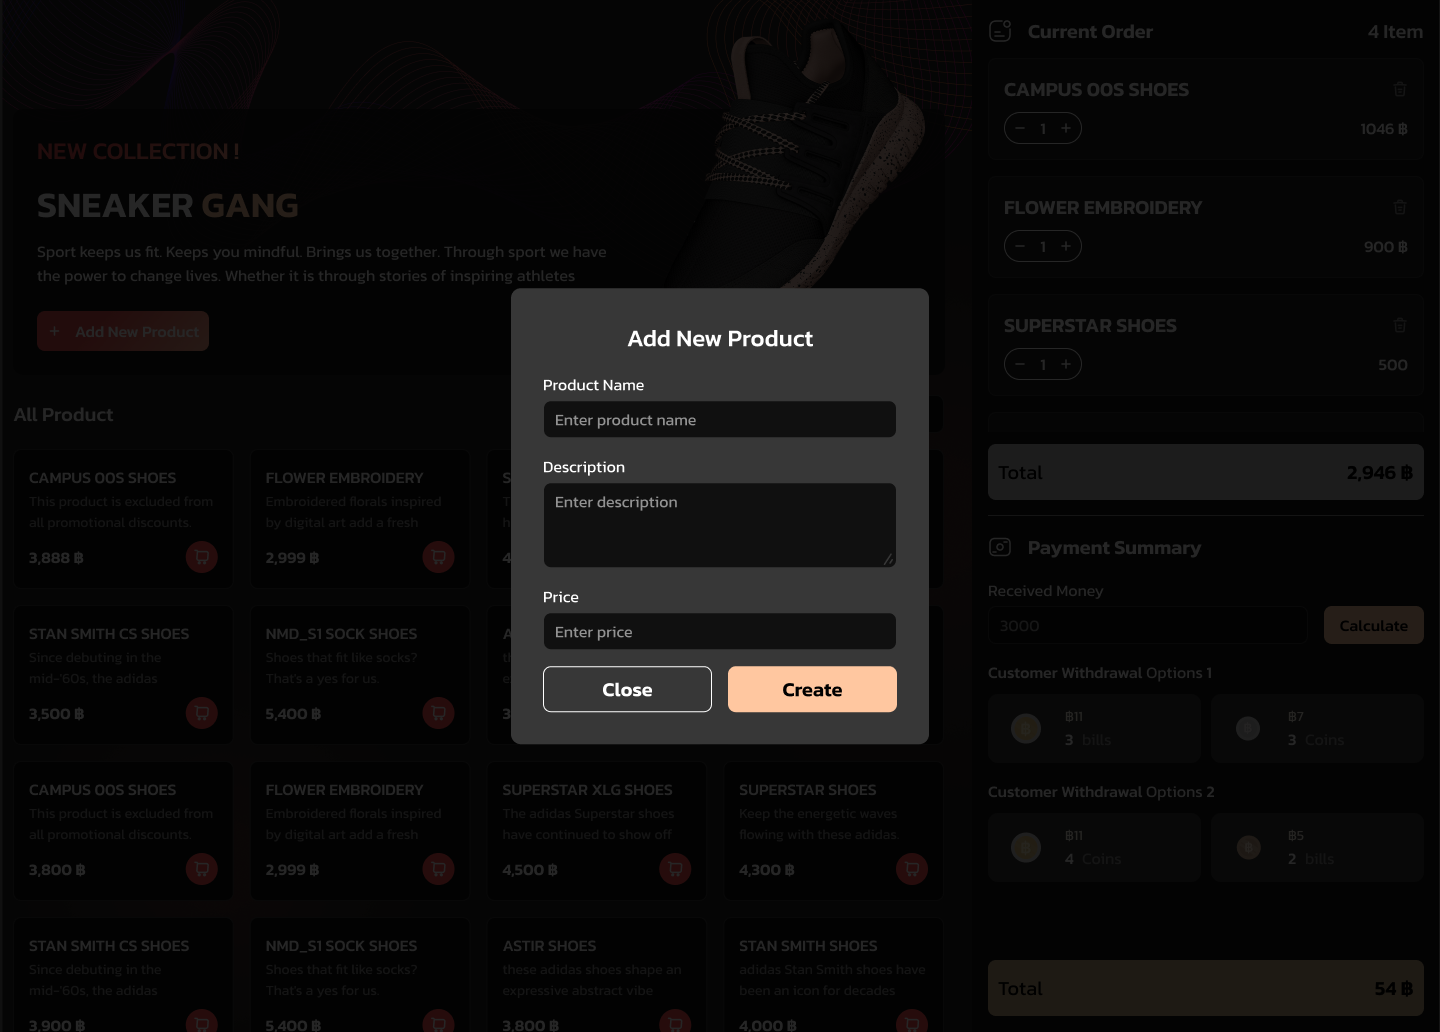 NEW COLLECTION !
SNEAKER GANG
Sport keeps us fit. Keeps you mindful. Brings us together. Through sport we have
the power to change lives. Whether it is through stories of inspiring athletes
+ Add New Product
All Product
CAMPUS 00S SHOES
This product is excluded from
all promotional discounts.
3,888 ฿
FLOWER EMBROIDERY
Embroidered florals inspired
by digital art add a fresh
2,999 ฿
STAN SMITH CS SHOES
Since debuting in the
mid-'60s, the adidas
3,500 ฿
NMD_S1 SOCK SHOES
Shoes that fit like socks?
That's a yes for us.
5,400 ฿
CAMPUS 00S SHOES
This product is excluded from
all promotional discounts.
3,800 ฿
FLOWER EMBROIDERY
Embroidered florals inspired
by digital art add a fresh
2,999 ฿
SUPERSTAR XLG SHOES
The adidas Superstar shoes
have continued to show off
4,500 ฿
SUPERSTAR SHOES
Keep the energetic waves
flowing with these adidas.
4,300 ฿
STAN SMITH CS SHOES
Since debuting in the
mid-'60s, the adidas
3,900 ฿
NMD_S1 SOCK SHOES
Shoes that fit like socks?
That's a yes for us.
5,400 ฿
ASTIR SHOES
these adidas shoes shape an
expressive abstract vibe
3,800 ฿
STAN SMITH SHOES
adidas Stan Smith shoes have
been an icon for decades
4,000 ฿
Add New Product
Product Name
Enter product name
Description
Enter description
Price
Enter price
Close
Create
Current Order
4 Item
CAMPUS 00S SHOES
− 1 +
1046 ฿
FLOWER EMBROIDERY
− 1 +
900 ฿
SUPERSTAR SHOES
− 1 +
500
Total
2,946 ฿
Payment Summary
Received Money
3000
Calculate
Customer Withdrawal Options 1
฿11
3 bills
฿7
3 Coins
Customer Withdrawal Options 2
฿11
4 Coins
฿5
2 bills
Total
54 ฿